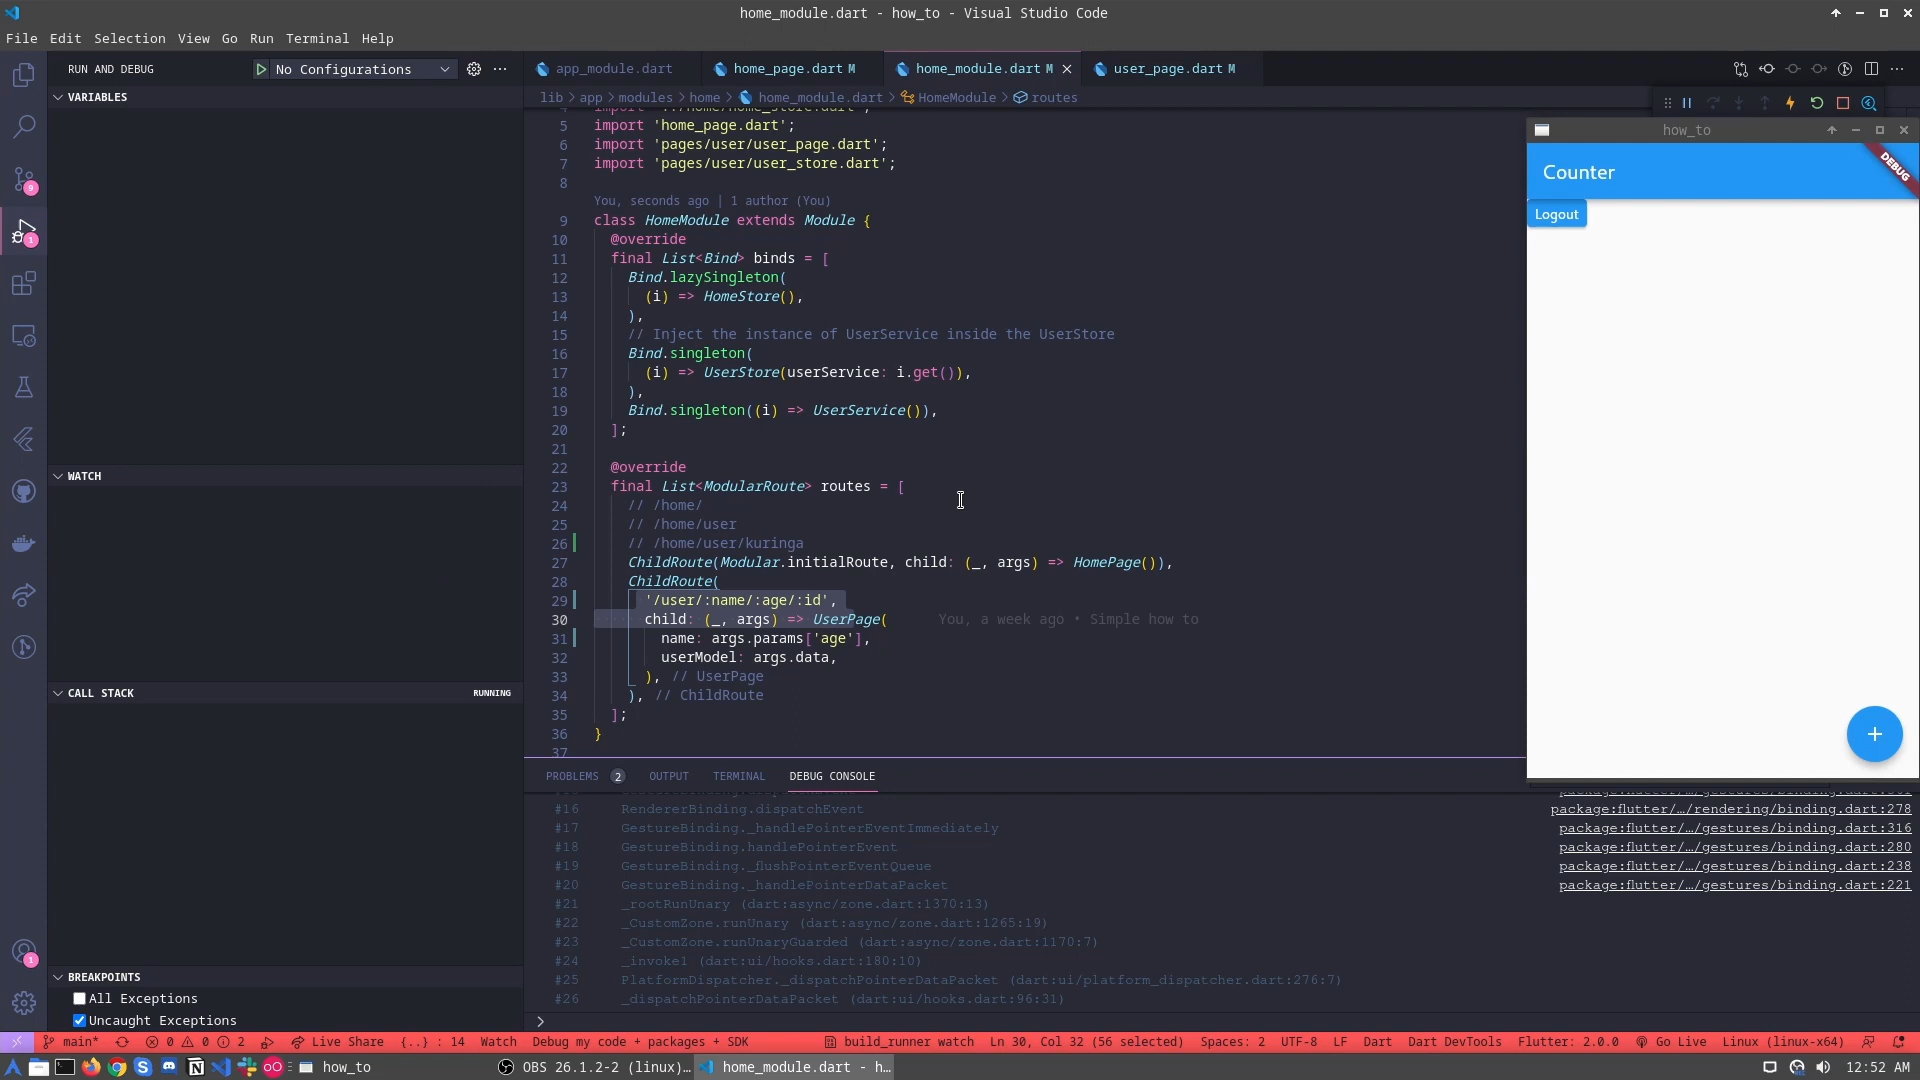 home_module.dart - how_to - Visual Studio Code
File Edit Selection View Go Run Terminal Help
RUN AND DEBUG
No Configurations
app_module.dart
home_page.dart M
home_module.dart M
user_page.dart M
VARIABLES
lib > app > modules > home > home_module.dart > HomeModule > routes
5 import 'home_page.dart';
6 import 'pages/user/user_page.dart';
7 import 'pages/user/user_store.dart';
8
You, seconds ago | 1 author (You)
9 class HomeModule extends Module {
10 @override
11 final List<Bind> binds = [
12 Bind.lazySingleton(
13 (i) => HomeStore(),
14 ),
15 // Inject the instance of UserService inside the UserStore
16 Bind.singleton(
17 (i) => UserStore(userService: i.get()),
18 ),
19 Bind.singleton((i) => UserService()),
20 ];
21
22 @override
23 final List<ModularRoute> routes = [
24 // /home/
25 // /home/user
26 // /home/user/kuringa
27 ChildRoute(Modular.initialRoute, child: (_, args) => HomePage()),
28 ChildRoute(
29 '/user/:name/:age/:id',
30 child: (_, args) => UserPage( You, a week ago • Simple how to
31 name: args.params['age'],
32 userModel: args.data,
33 ), // UserPage
34 ), // ChildRoute
35 ];
36 }
37
how_to
Counter
DEBUG
Logout
+
WATCH
CALL STACK
RUNNING
BREAKPOINTS
All Exceptions
Uncaught Exceptions
PROBLEMS 2 OUTPUT TERMINAL DEBUG CONSOLE
#16 RendererBinding.dispatchEvent package:flutter/…/rendering/binding.dart:278
#17 GestureBinding._handlePointerEventImmediately package:flutter/…/gestures/binding.dart:316
#18 GestureBinding.handlePointerEvent package:flutter/…/gestures/binding.dart:280
#19 GestureBinding._flushPointerEventQueue package:flutter/…/gestures/binding.dart:238
#20 GestureBinding._handlePointerDataPacket package:flutter/…/gestures/binding.dart:221
#21 _rootRunUnary (dart:async/zone.dart:1370:13)
#22 _CustomZone.runUnary (dart:async/zone.dart:1265:19)
#23 _CustomZone.runUnaryGuarded (dart:async/zone.dart:1170:7)
#24 _invoke1 (dart:ui/hooks.dart:180:10)
#25 PlatformDispatcher._dispatchPointerDataPacket (dart:ui/platform_dispatcher.dart:276:7)
#26 _dispatchPointerDataPacket (dart:ui/hooks.dart:96:31)
>
main* 0 0 2 Live Share {..} : 14 Watch Debug my code + packages + SDK build_runner watch Ln 30, Col 32 (56 selected) Spaces: 2 UTF-8 LF Dart Dart DevTools Flutter: 2.0.0 Go Live Linux (linux-x64)
how_to OBS 26.1.2-2 (linux)… home_module.dart - h… 12:52 AM